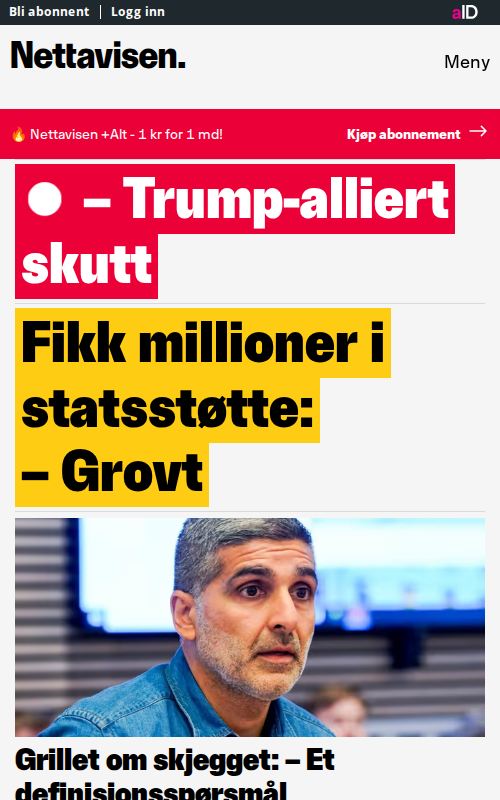 Bli abonnent | Logg inn
aID
Nettavisen.
Meny
🔥 Nettavisen +Alt - 1 kr for 1 md!
Kjøp abonnement →
– Trump-alliert
skutt
Fikk millioner i
statsstøtte:
– Grovt
Grillet om skjegget: – Et
definisjonsspørsmål